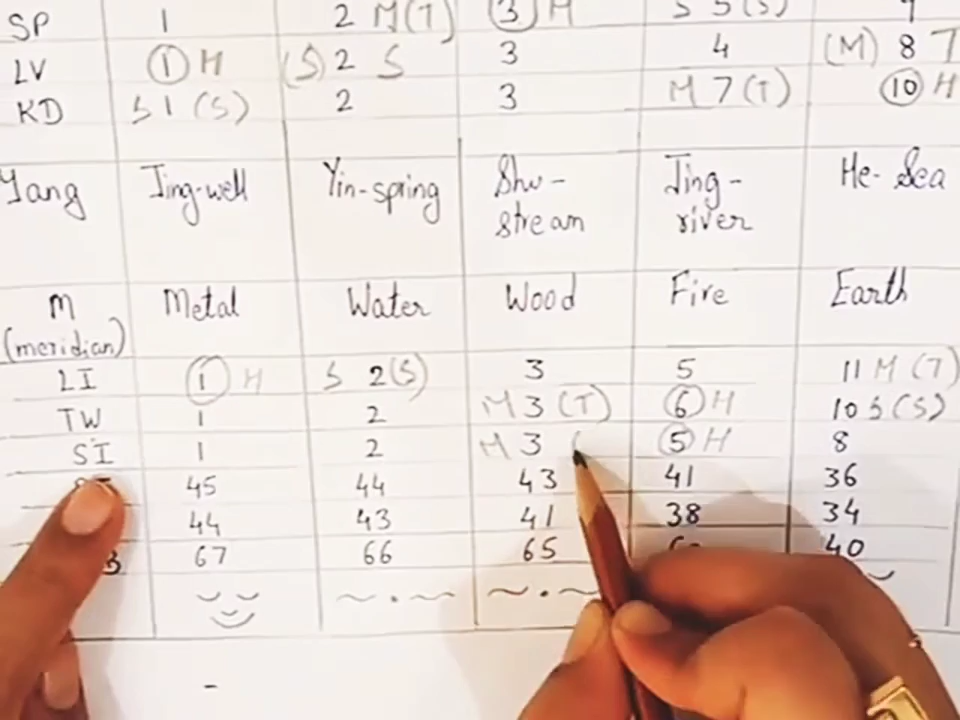 SP 1 2 M(T) (3) H S 5(S)
LV (1) H (S) 2 S 3 4 (M) 8 T
KD S 1 (S) 2 3 M 7 (T) (10) H
Yang Jing-well Yin-spring Shu-stream Jing-river He-Sea
M (meridian) Metal Water Wood Fire Earth
LI (1) H S 2(S) 3 5 11 M (T)
TW 1 2 M 3 (T) (6) H 10 S (S)
SI 1 2 M 3 ( (5) H 8
45 44 43 41 36
44 43 41 38 34
67 66 65 40